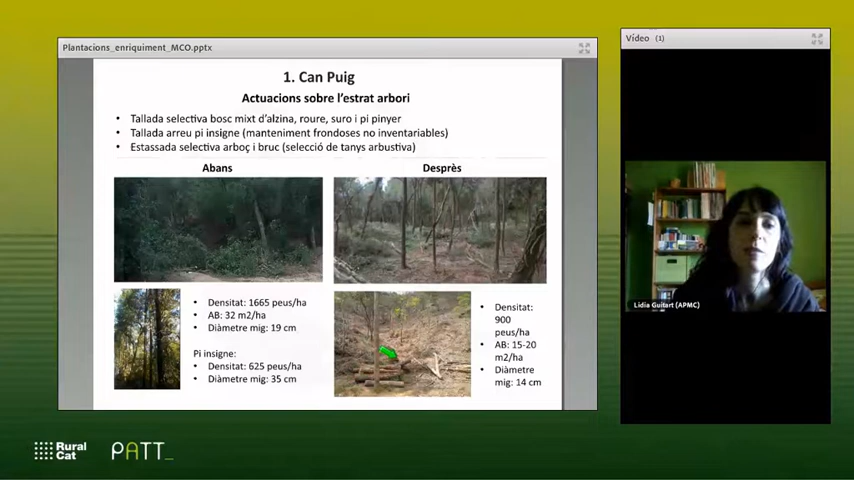 Plantacions_enriquiment_MCO.pptx
Vídeo (1)
1. Can Puig
Actuacions sobre l'estrat arbori
• Tallada selectiva bosc mixt d'alzina, roure, suro i pi pinyer
• Tallada arreu pi insigne (manteniment frondoses no inventariables)
• Estassada selectiva arboç i bruc (selecció de tanys arbustiva)
Abans
Desprès
• Densitat: 1665 peus/ha
• AB: 32 m2/ha
• Diàmetre mig: 19 cm
Pi insigne:
• Densitat: 625 peus/ha
• Diàmetre mig: 35 cm
• Densitat:
900
peus/ha
• AB: 15-20
m2/ha
• Diàmetre
mig: 14 cm
Lidia Guitart (APMC)
Rural
Cat
PATT_